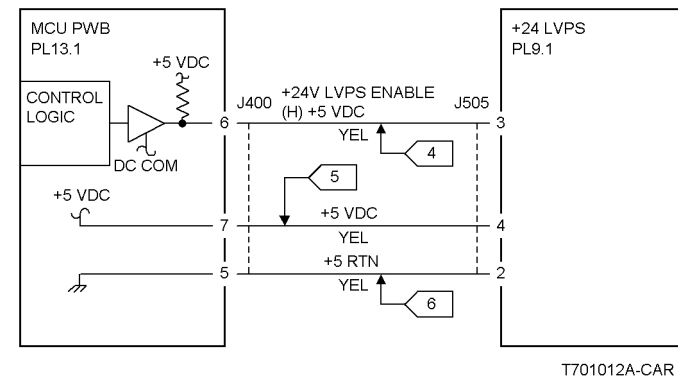 MCU PWB
PL13.1
+5 VDC
CONTROL
LOGIC
DC COM
+5 VDC
J400
+24V LVPS ENABLE
(H) +5 VDC
J505
6
YEL
3
4
5
7
+5 VDC
YEL
4
5
+5 RTN
YEL
2
6
+24 LVPS
PL9.1
T701012A-CAR